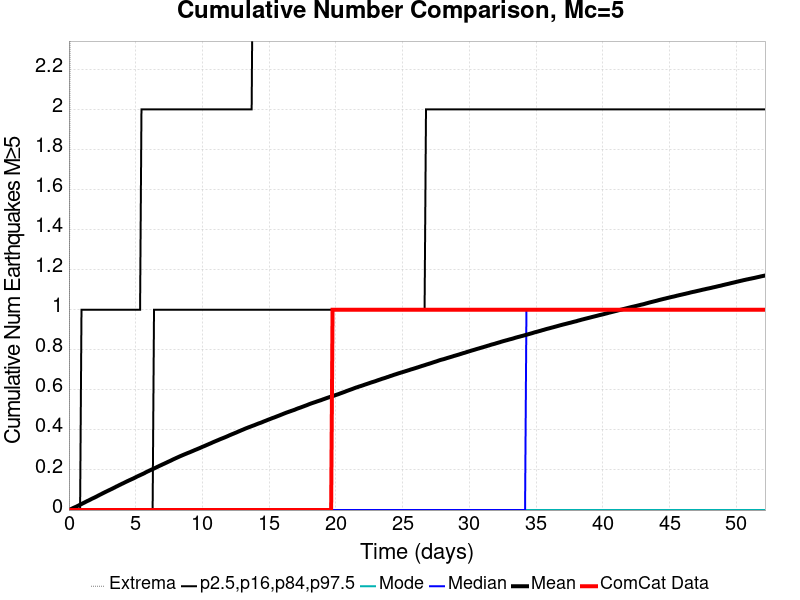 Cumulative Number Comparison, Mc=5
Cumulative Num Earthquakes M≥5
2.2
2
1.8
1.6
1.4
1.2
1
0.8
0.6
0.4
0.2
0
0 5 10 15 20 25 30 35 40 45 50
Time (days)
Extrema p2.5,p16,p84,p97.5 Mode Median Mean ComCat Data